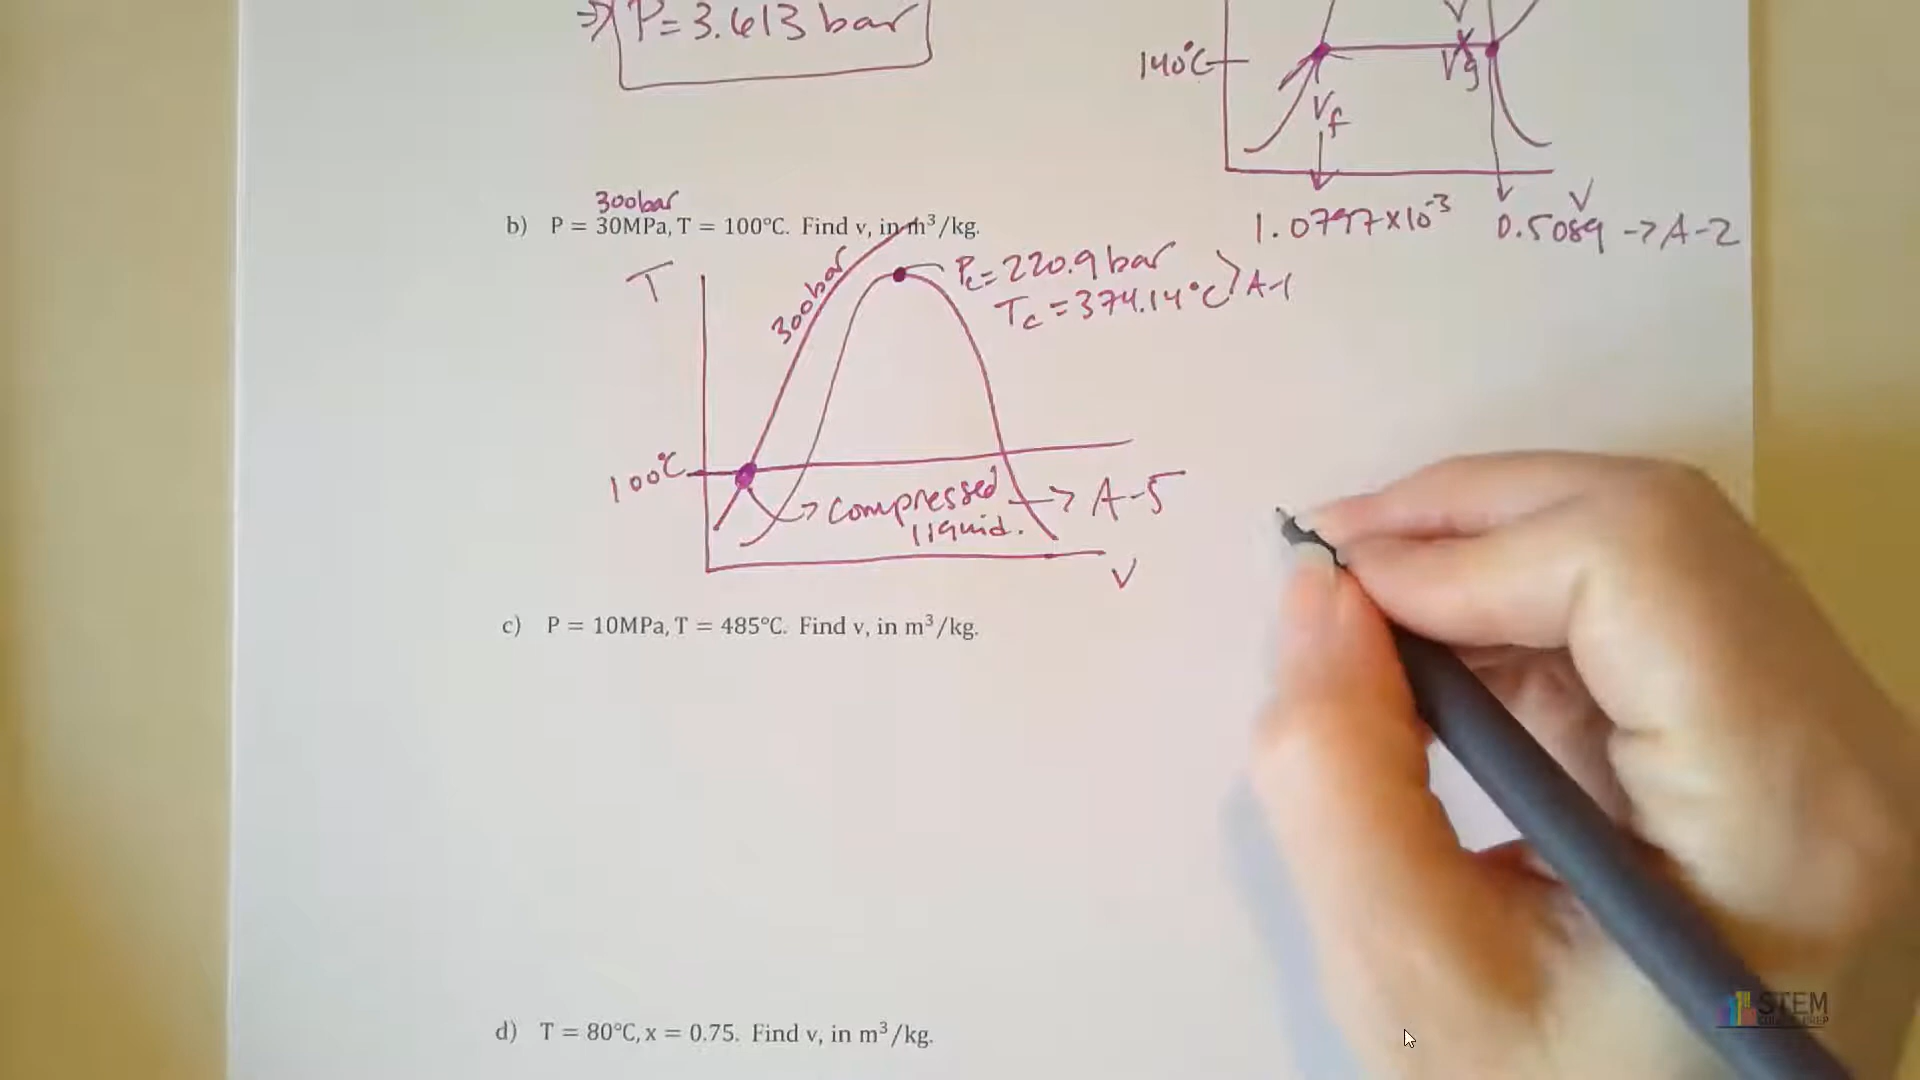 ⇒ P = 3.613 bar
140°C
Vg
Vf
V
1.0797×10⁻³
0.5089 → A-2
300bar
b) P = 30MPa, T = 100°C. Find v, in m³/kg.
T
300bar
Pc = 220.9 bar
Tc = 374.14°C > A-1
100°C
→ compressed liquid. → A-5
V
c) P = 10MPa, T = 485°C. Find v, in m³/kg.
d) T = 80°C, x = 0.75. Find v, in m³/kg.
STEM